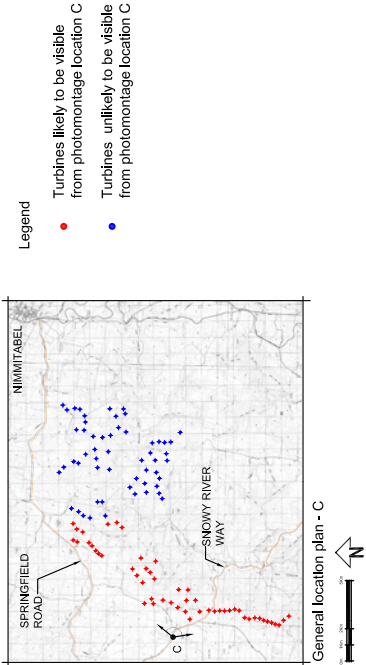 Legend
Turbines likely to be visible
from photomontage location C
Turbines unlikely to be visible
from photomontage location C
NIMMITABEL
SPRINGFIELD
ROAD
SNOWY RIVER
WAY
C
General location plan - C
N